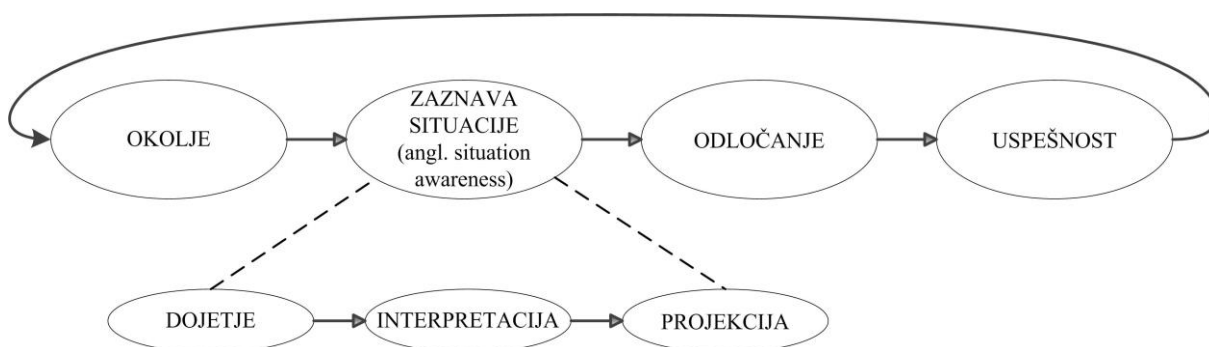 OKOLJE
ZAZNAVA
SITUACIJE
(angl. situation
awareness)
ODLOČANJE
USPEŠNOST
DOJETJE
INTERPRETACIJA
PROJEKCIJA